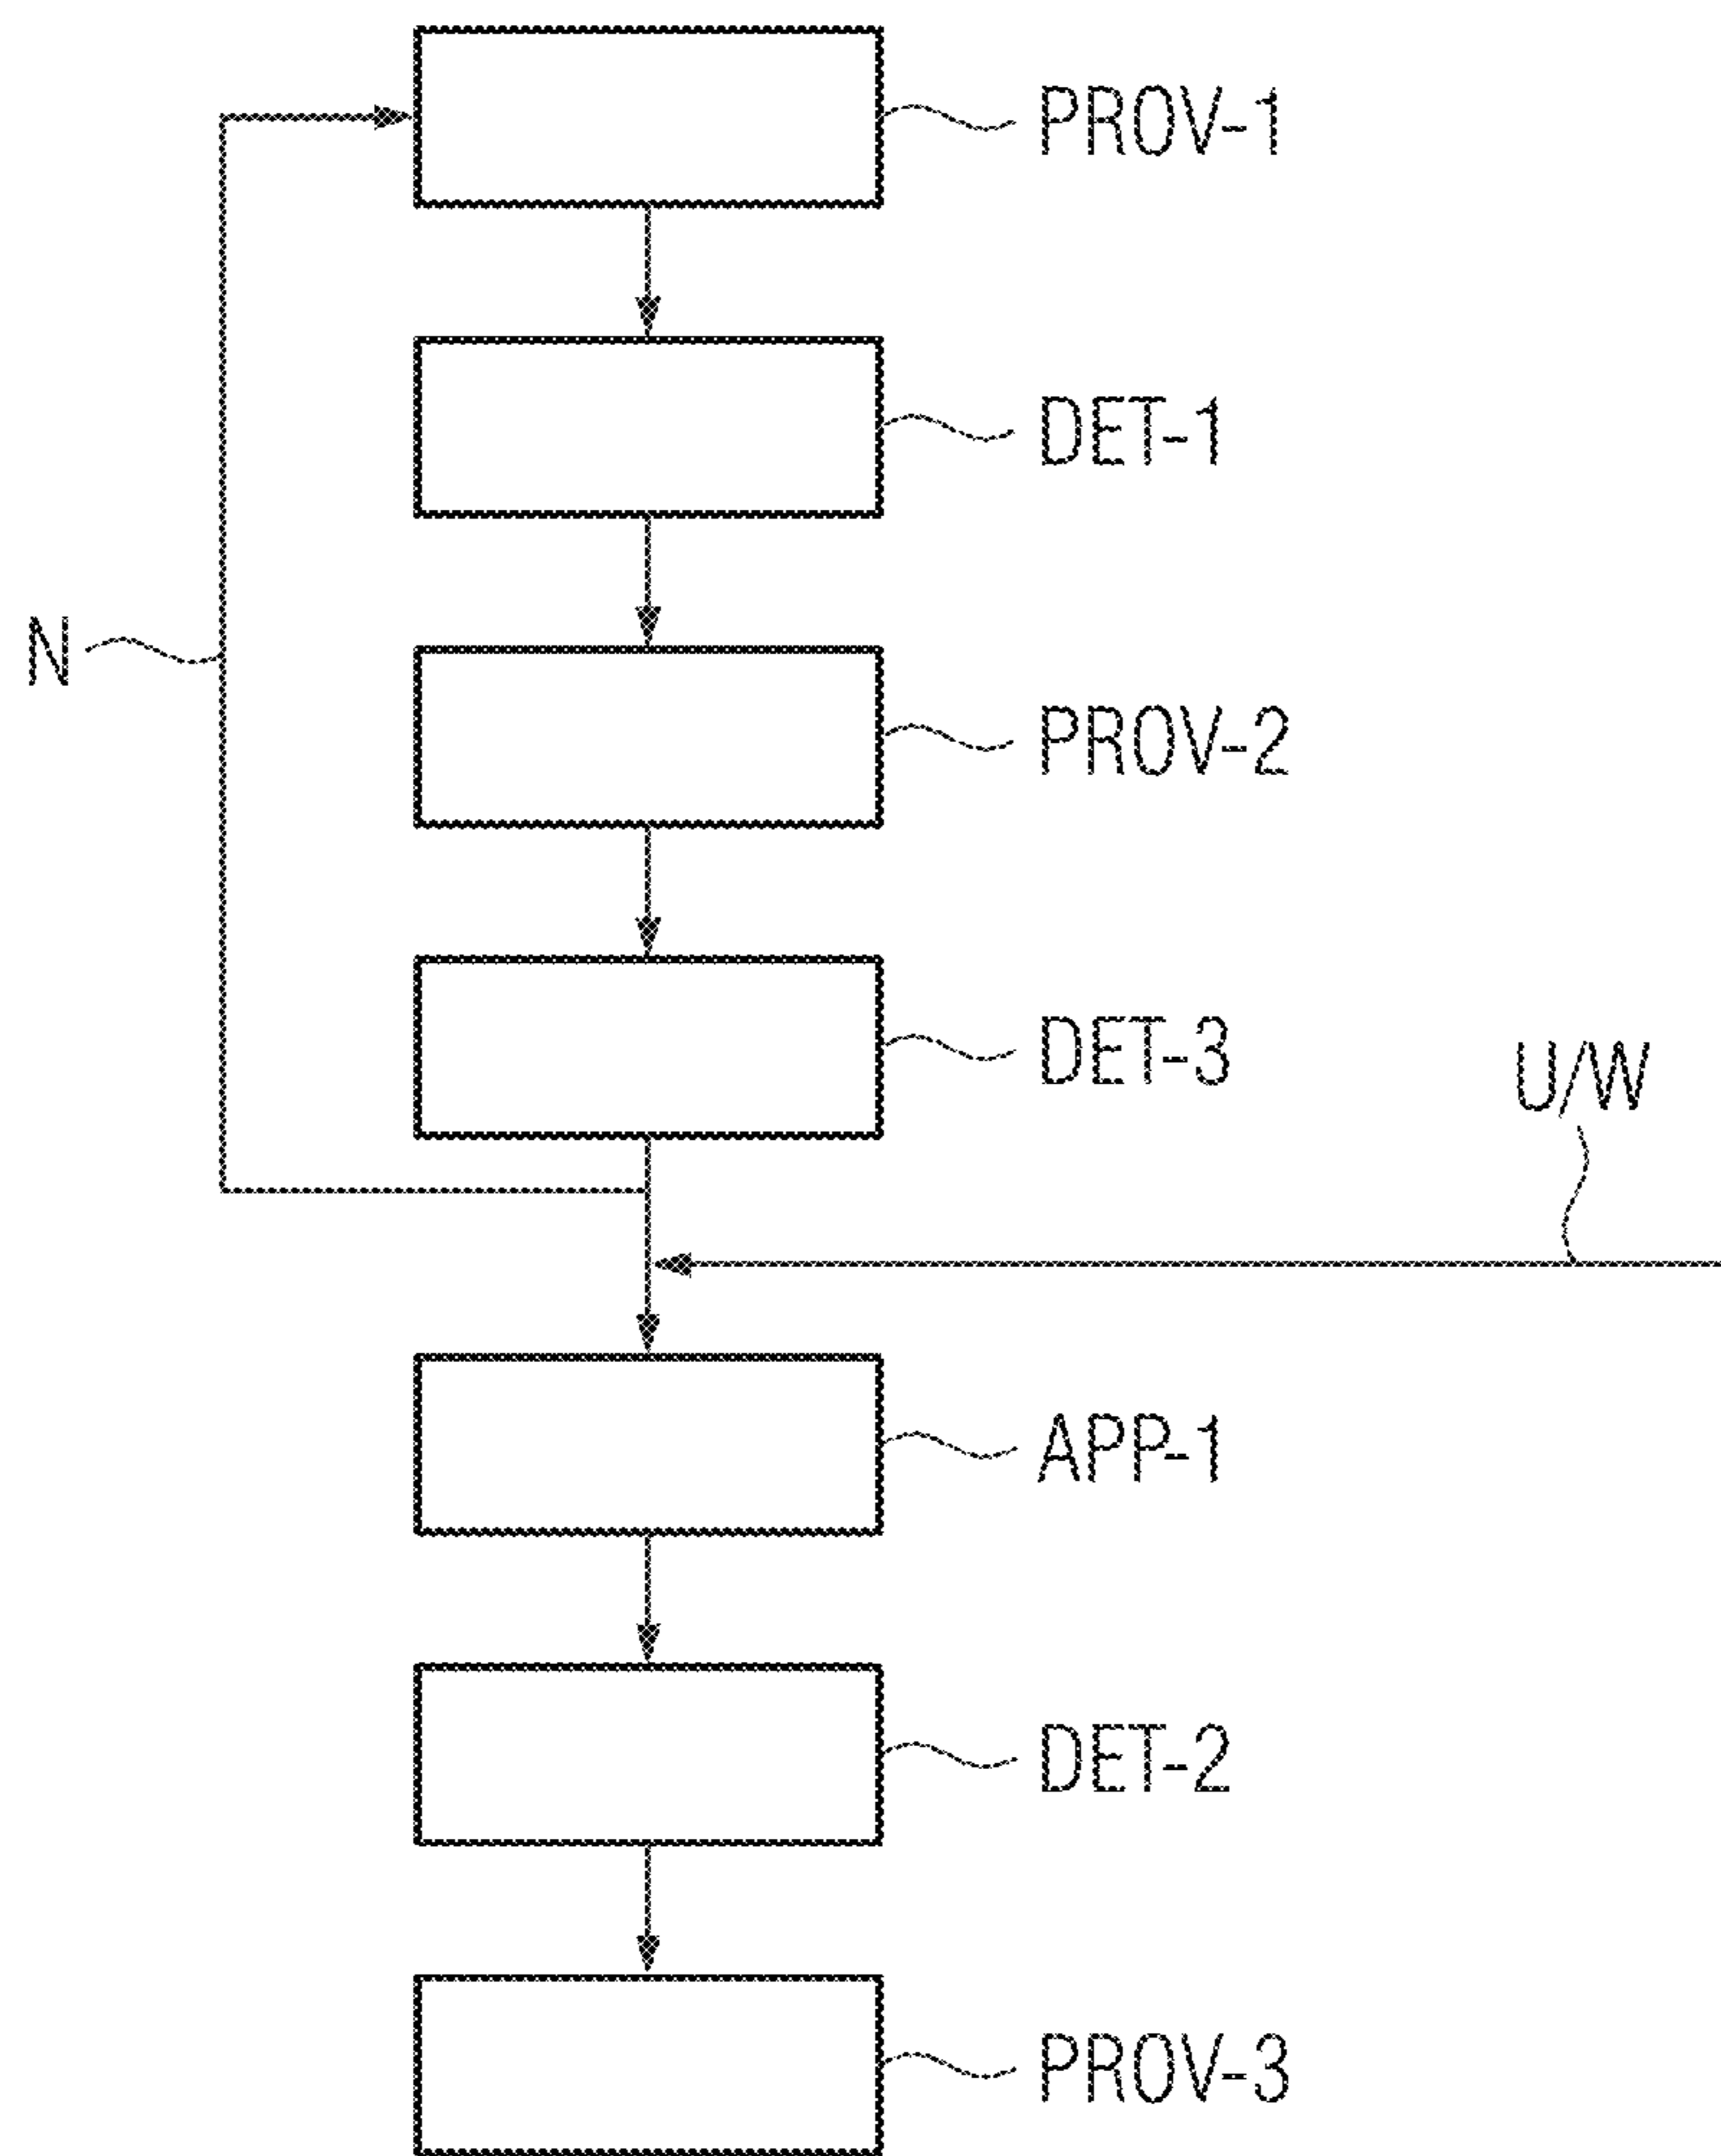 PROV-1
DET-1
N
PROV-2
DET-3
U/W
APP-1
DET-2
PROV-3